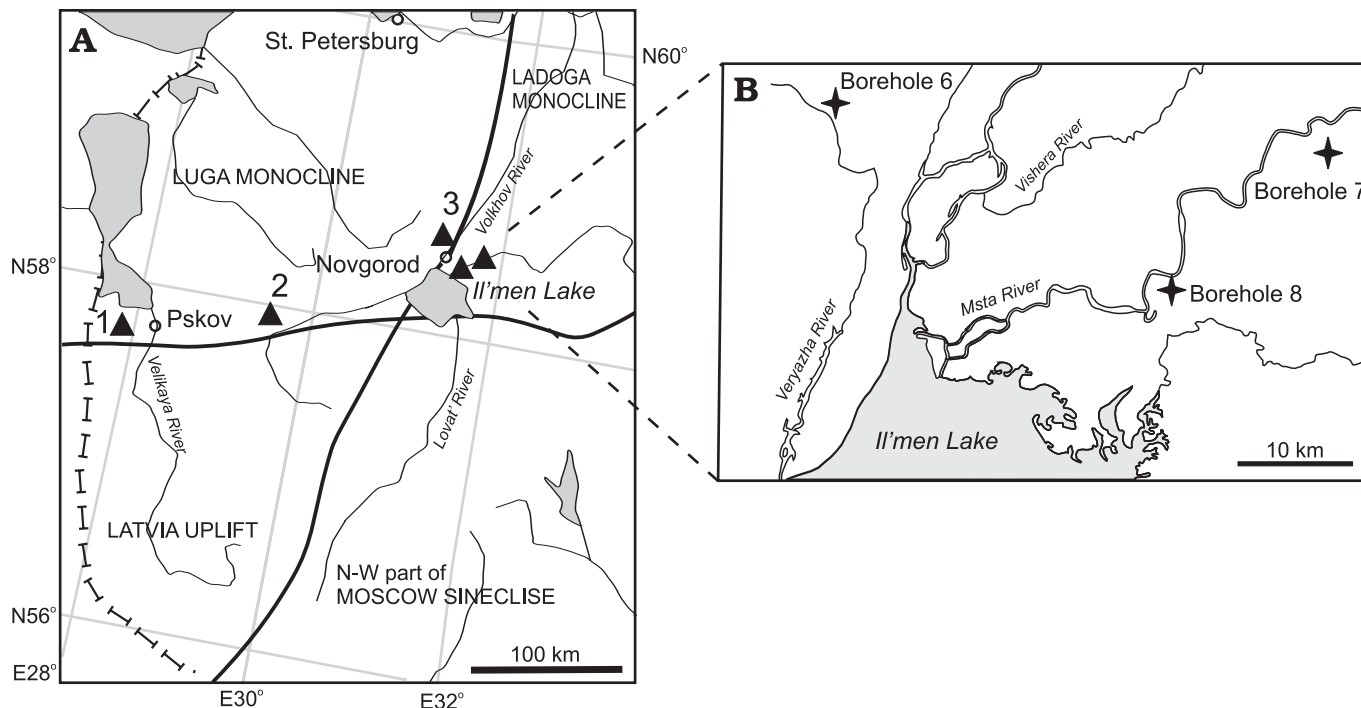 A
St. Petersburg
N60°
LADOGA
MONOCLINE
LUGA MONOCLINE
Volkhov River
3
N58°
Novgorod
2
Il'men Lake
1
Pskov
Velikaya River
Lovat' River
LATVIA UPLIFT
N-W part of
MOSCOW SINECLISE
N56°
100 km
E28°
E30°
E32°
B
Borehole 6
Vishera River
Borehole 7
Msta River
Borehole 8
Veryazha River
Il'men Lake
10 km